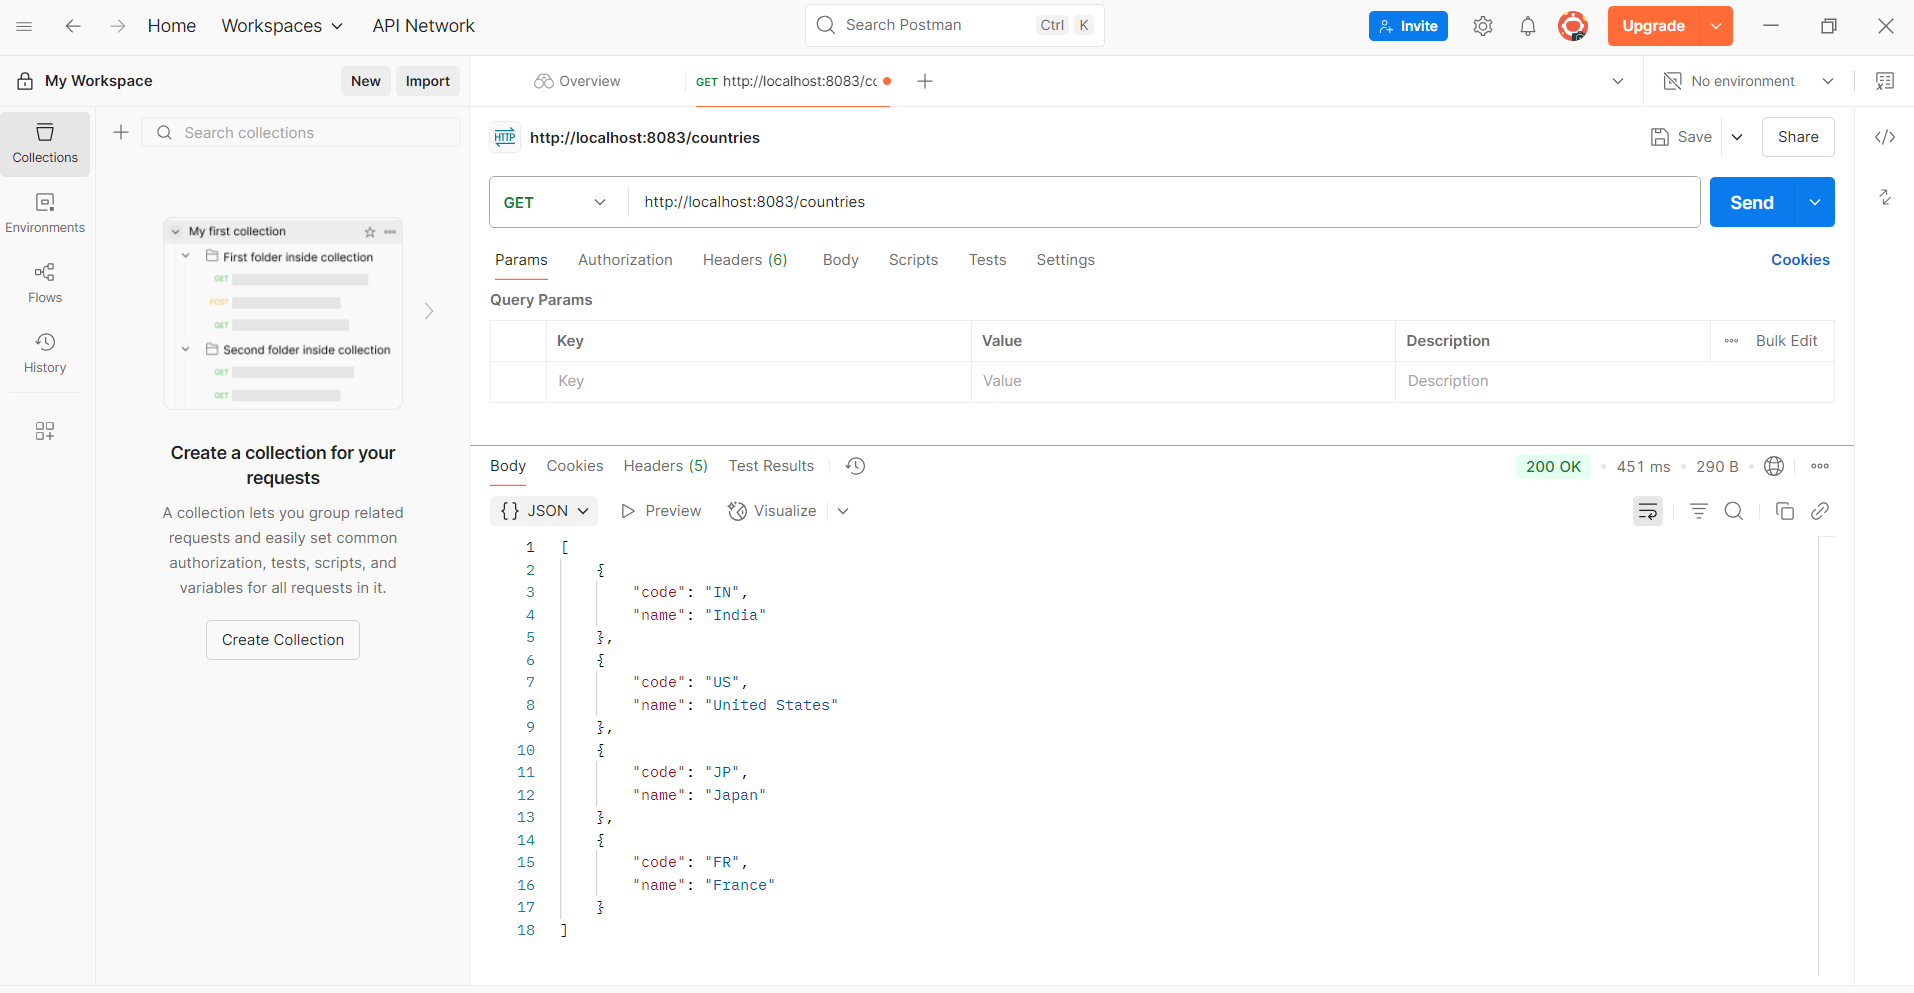 Home Workspaces API Network Search Postman Ctrl K Invite Upgrade
My Workspace New Import Overview GET http://localhost:8083/cc No environment
Search collections
HTTP http://localhost:8083/countries Save Share
Collections
Environments
Flows
History
My first collection
First folder inside collection
GET
POST
GET
Second folder inside collection
GET
GET
Create a collection for your
requests
A collection lets you group related
requests and easily set common
authorization, tests, scripts, and
variables for all requests in it.
Create Collection
GET http://localhost:8083/countries Send
Params Authorization Headers (6) Body Scripts Tests Settings Cookies
Query Params
Key Value Description Bulk Edit
Key Value Description
Body Cookies Headers (5) Test Results 200 OK • 451 ms • 290 B
{} JSON Preview Visualize
1 [
2 {
3 "code": "IN",
4 "name": "India"
5 },
6 {
7 "code": "US",
8 "name": "United States"
9 },
10 {
11 "code": "JP",
12 "name": "Japan"
13 },
14 {
15 "code": "FR",
16 "name": "France"
17 }
18 ]